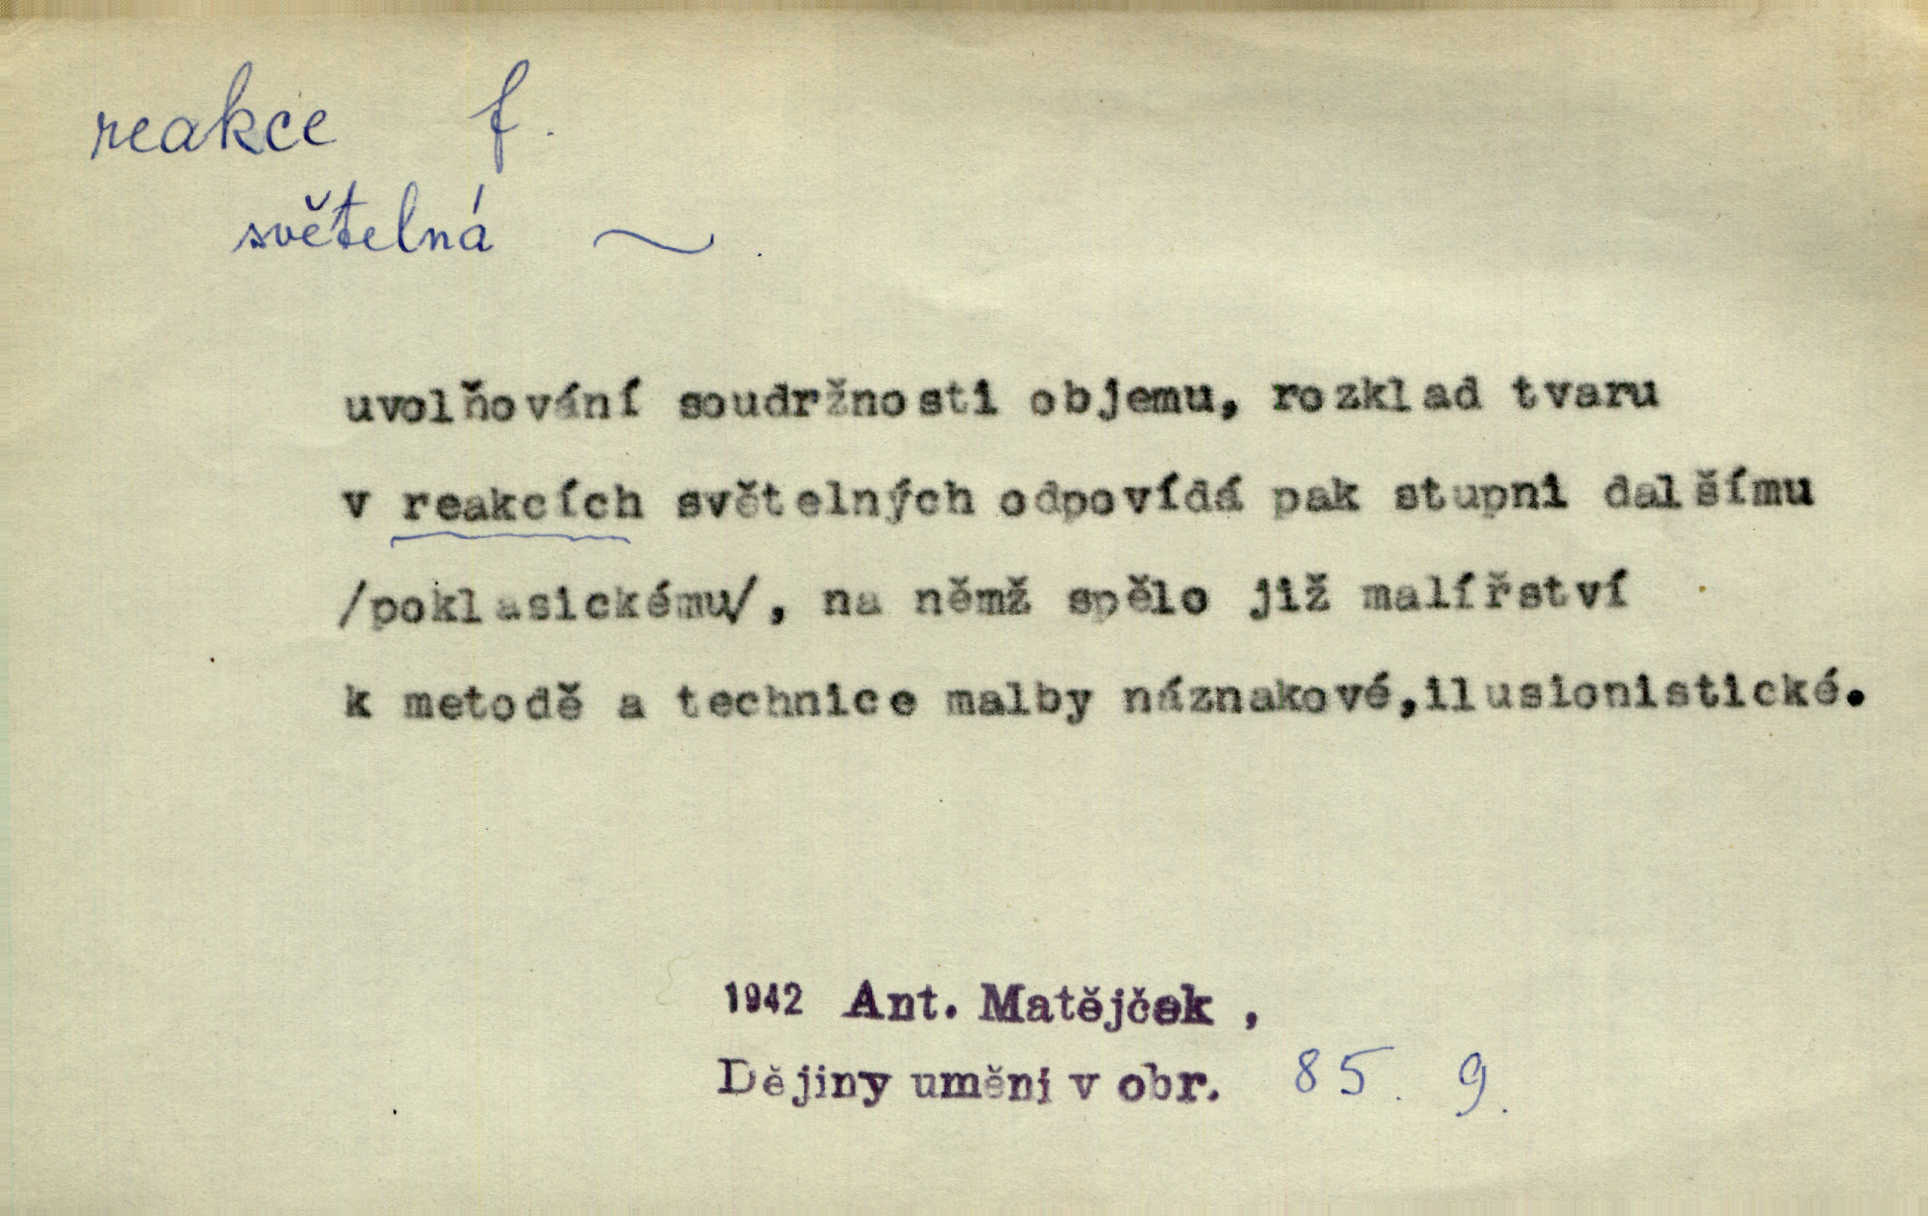 reakce f.
světelná ~.
uvolňování soudržnosti objemu, rozklad tvaru
v reakcích světelných odpovídá pak stupni dalšímu
/poklasickému/, na němž spělo již malířství
k metodě a technice malby náznakové,ilusionistické.
1942 Ant. Matějček ,
Dějiny umění v obr. 85. 9.